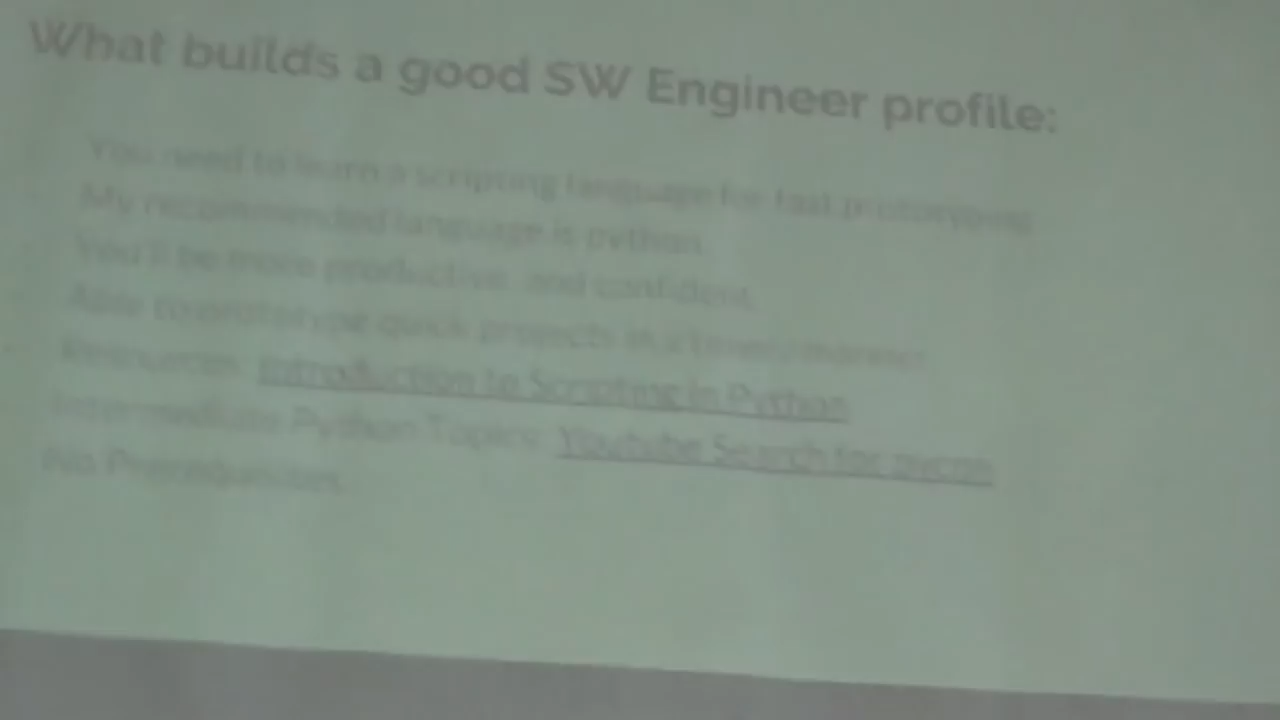 What builds a good SW Engineer profile:
You need to learn a scripting language for fast prototyping
My recommended language is python.
You'll be more productive, and confident.
Able to prototype quick projects in a timely manner.
Resources: Introduction to Scripting in Python
Intermediate Python Topics: Youtube Search for pycon
No Prerequisites.